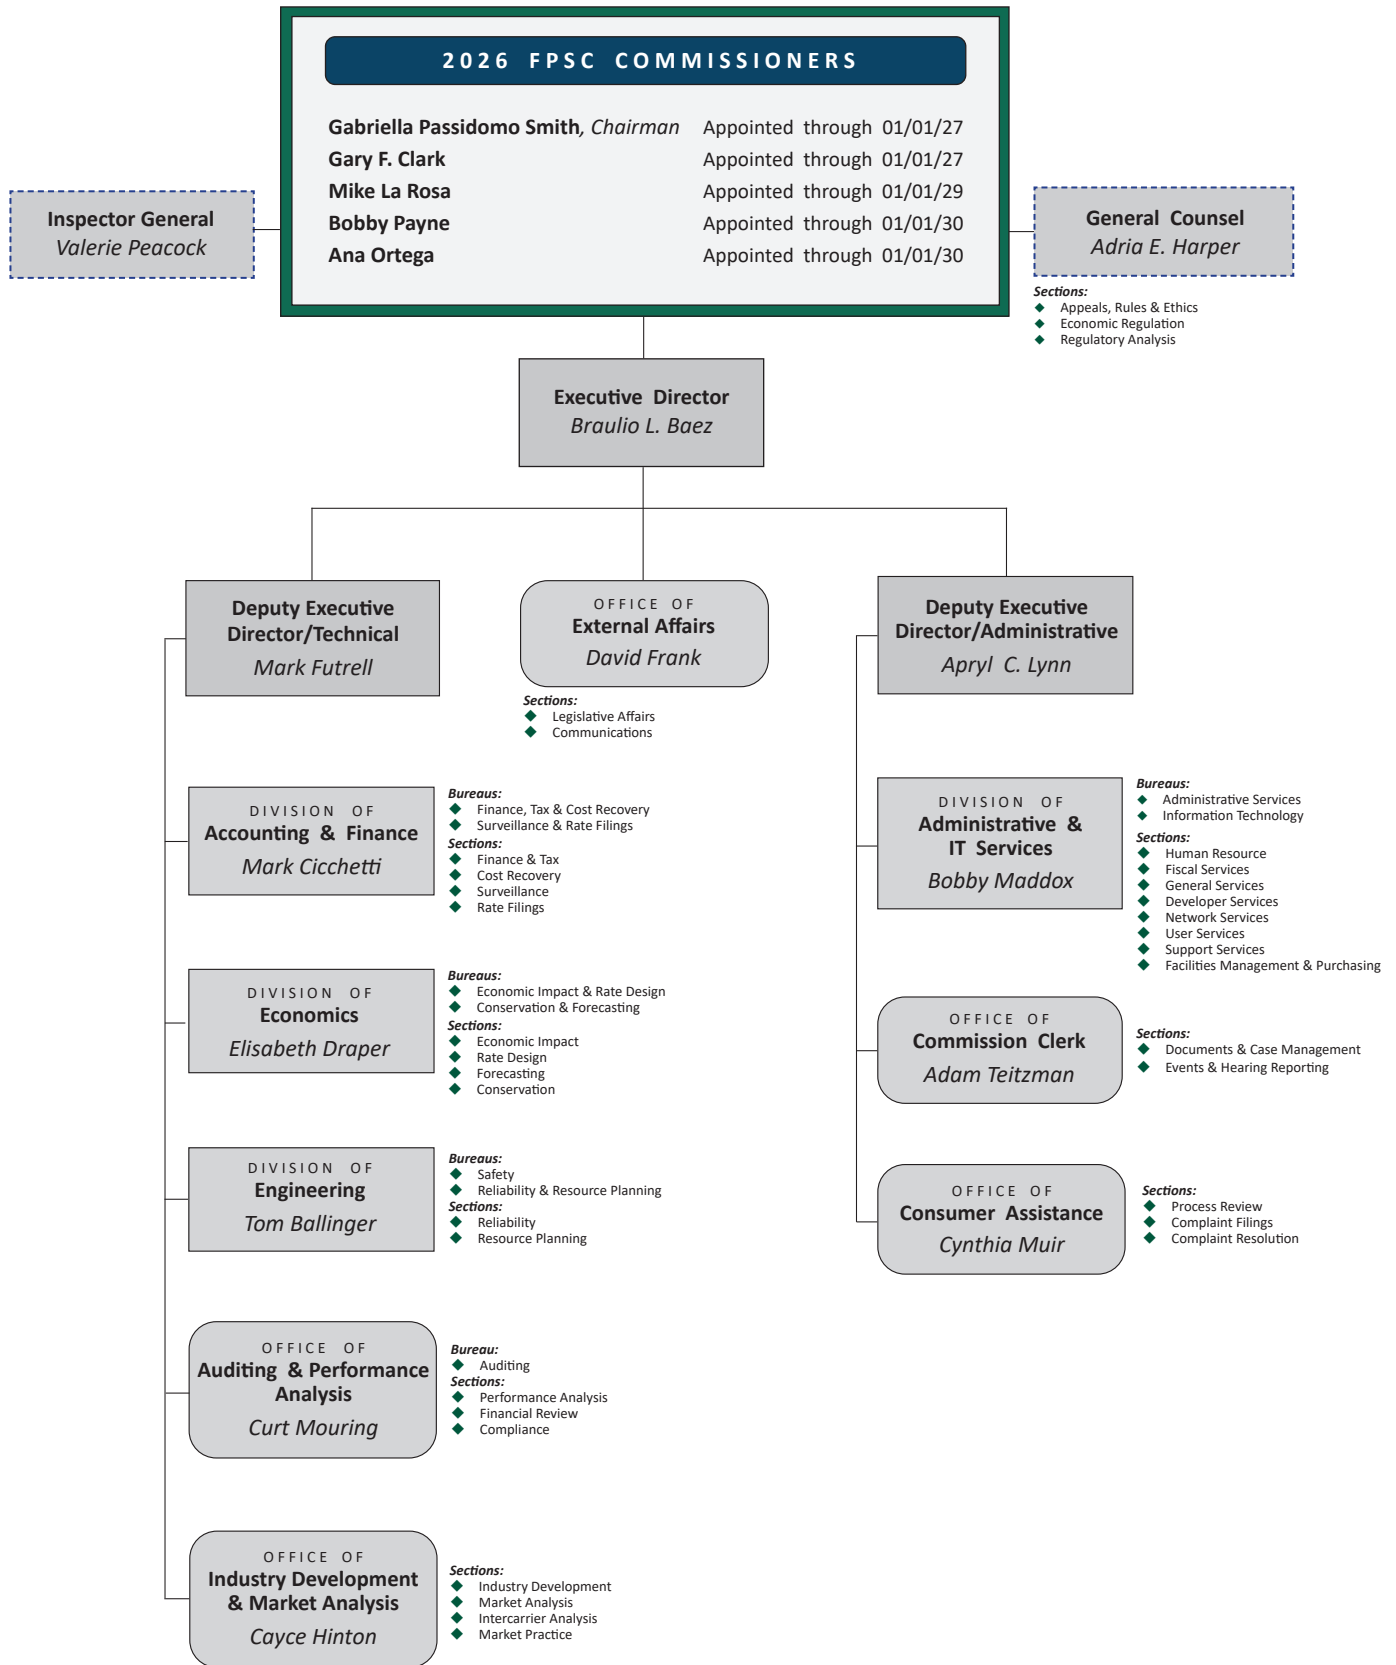 2026 FPSC COMMISSIONERS
Gabriella Passidomo Smith, Chairman Appointed through 01/01/27
Gary F. Clark Appointed through 01/01/27
Mike La Rosa Appointed through 01/01/29
Bobby Payne Appointed through 01/01/30
Ana Ortega Appointed through 01/01/30
Inspector General
Valerie Peacock
General Counsel
Adria E. Harper
Sections:
Appeals, Rules & Ethics
Economic Regulation
Regulatory Analysis
Executive Director
Braulio L. Baez
Deputy Executive
Director/Technical
Mark Futrell
OFFICE OF
External Affairs
David Frank
Sections:
Legislative Affairs
Communications
Deputy Executive
Director/Administrative
Apryl C. Lynn
DIVISION OF
Accounting & Finance
Mark Cicchetti
Bureaus:
Finance, Tax & Cost Recovery
Surveillance & Rate Filings
Sections:
Finance & Tax
Cost Recovery
Surveillance
Rate Filings
DIVISION OF
Economics
Elisabeth Draper
Bureaus:
Economic Impact & Rate Design
Conservation & Forecasting
Sections:
Economic Impact
Rate Design
Forecasting
Conservation
DIVISION OF
Engineering
Tom Ballinger
Bureaus:
Safety
Reliability & Resource Planning
Sections:
Reliability
Resource Planning
OFFICE OF
Auditing & Performance
Analysis
Curt Mouring
Bureau:
Auditing
Sections:
Performance Analysis
Financial Review
Compliance
OFFICE OF
Industry Development
& Market Analysis
Cayce Hinton
Sections:
Industry Development
Market Analysis
Intercarrier Analysis
Market Practice
DIVISION OF
Administrative &
IT Services
Bobby Maddox
Bureaus:
Administrative Services
Information Technology
Sections:
Human Resource
Fiscal Services
General Services
Developer Services
Network Services
User Services
Support Services
Facilities Management & Purchasing
OFFICE OF
Commission Clerk
Adam Teitzman
Sections:
Documents & Case Management
Events & Hearing Reporting
OFFICE OF
Consumer Assistance
Cynthia Muir
Sections:
Process Review
Complaint Filings
Complaint Resolution